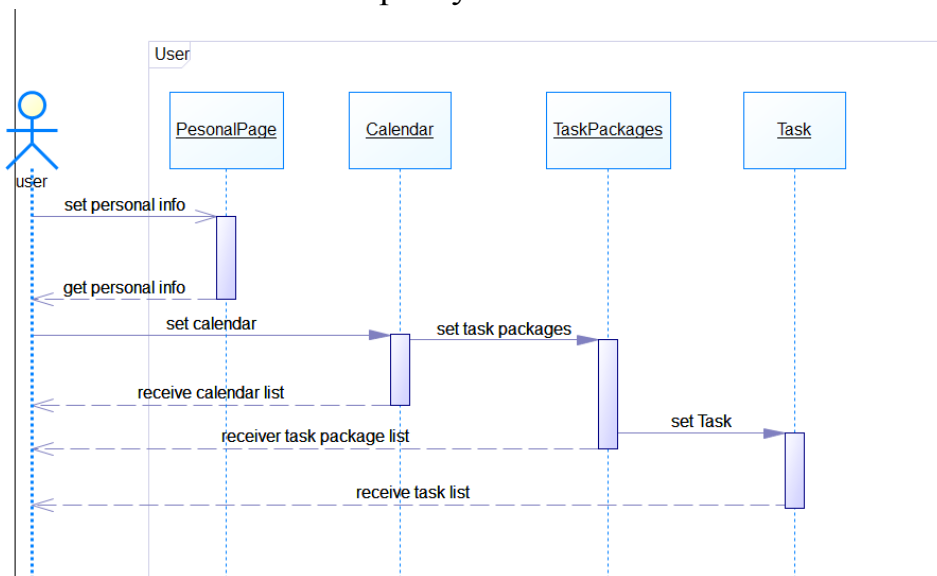 User
PesonalPage
Calendar
TaskPackages
Task
user
set personal info
get personal info
set calendar
set task packages
receive calendar list
set Task
receiver task package list
receive task list